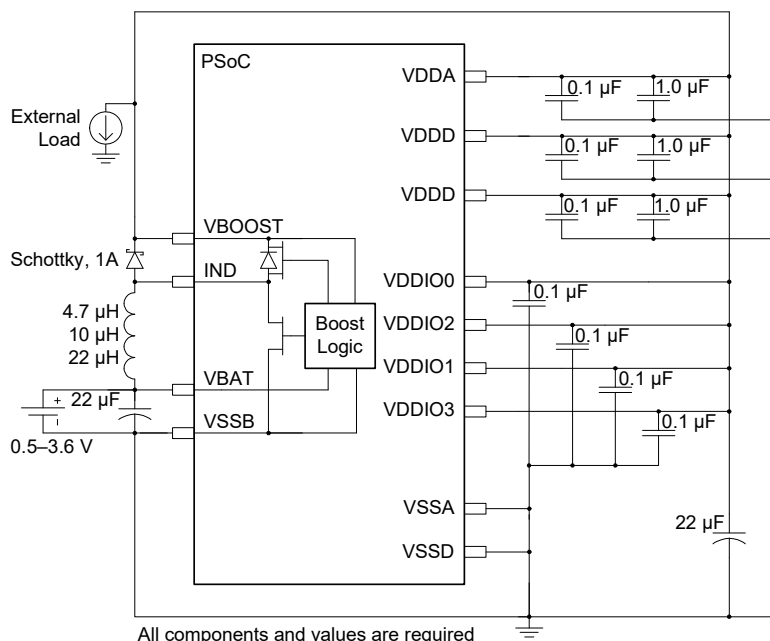 PSoC
VDDA
0.1 µF
1.0 µF
External
Load
VDDD
0.1 µF
1.0 µF
VDDD
0.1 µF
1.0 µF
VBOOST
Schottky, 1A
IND
VDDIO0
0.1 µF
4.7 µH
10 µH
22 µH
Boost
Logic
VDDIO2
0.1 µF
VDDIO1
0.1 µF
VBAT
22 µF
VDDIO3
0.1 µF
+
VSSB
0.5–3.6 V
VSSA
22 µF
VSSD
All components and values are required